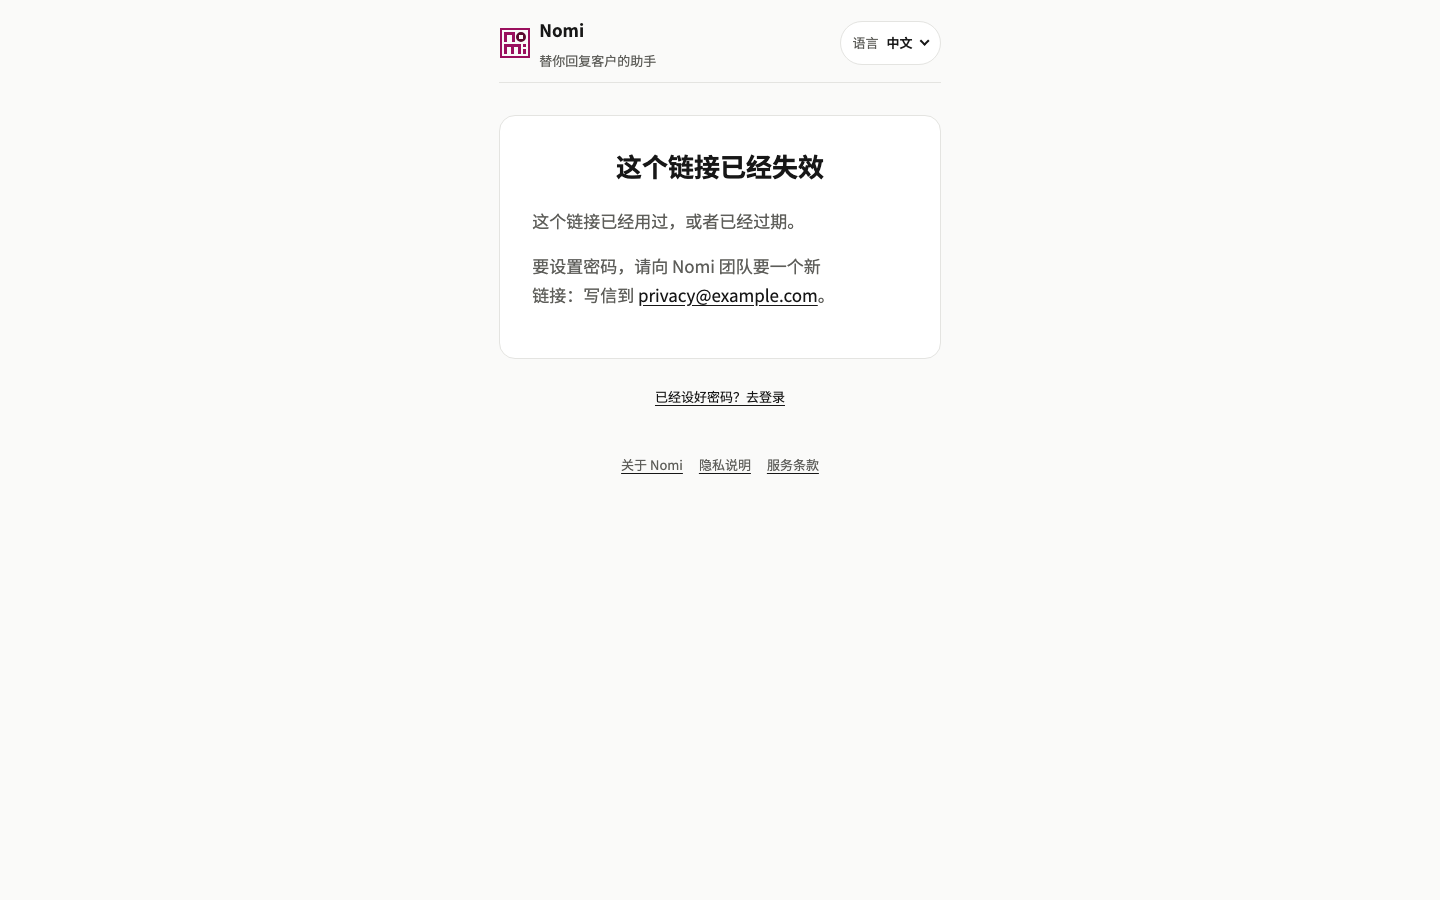 nomi
Nomi
替你回复客户的助手
语言 中文
这个链接已经失效
这个链接已经用过，或者已经过期。
要设置密码，请向 Nomi 团队要一个新
链接：写信到 privacy@example.com。
已经设好密码？去登录
关于 Nomi 隐私说明 服务条款